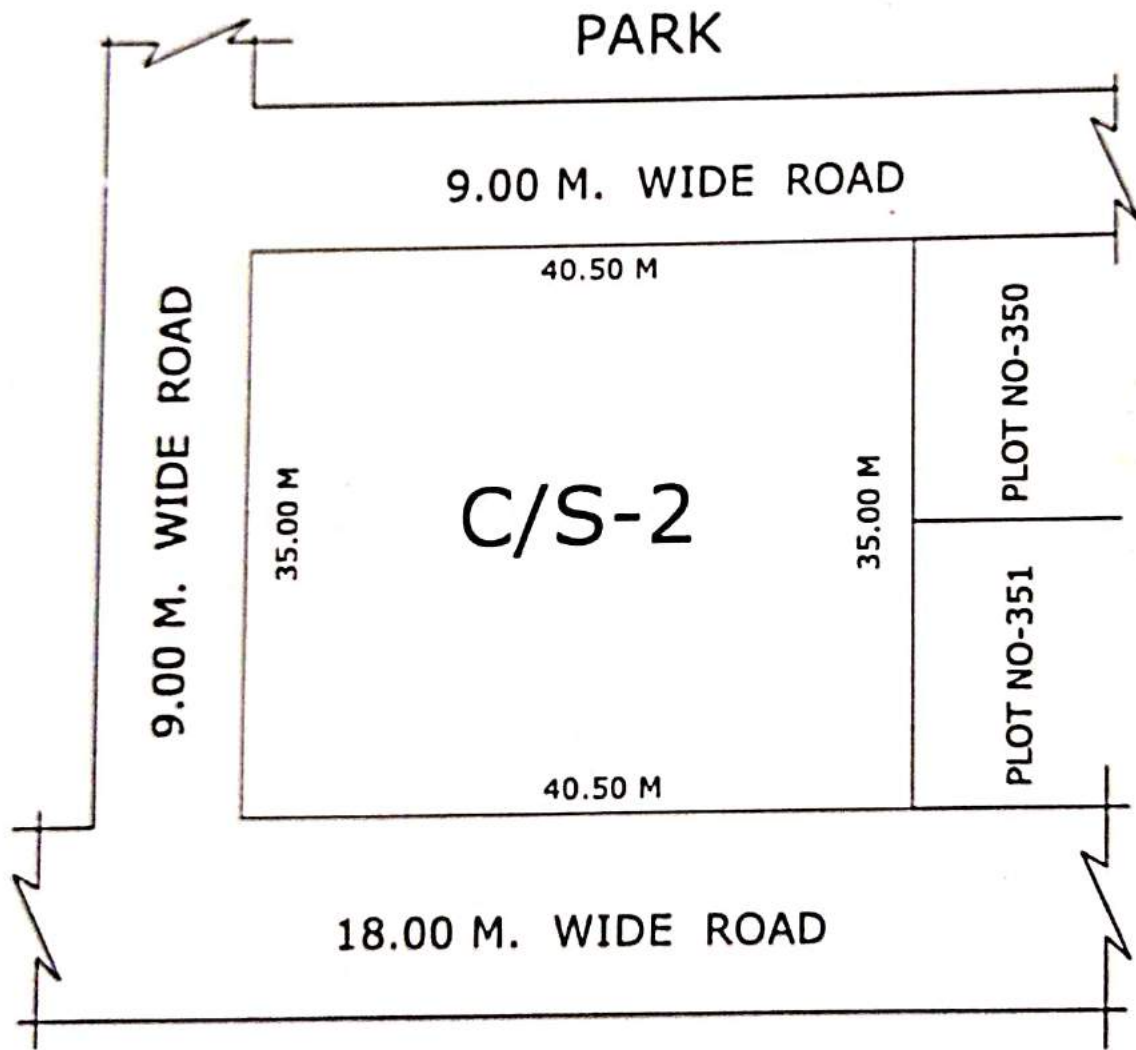 PARK
9.00 M. WIDE ROAD
40.50 M
PLOT NO-350
9.00 M. WIDE ROAD
35.00 M
C/S-2
35.00 M
PLOT NO-351
40.50 M
18.00 M. WIDE ROAD